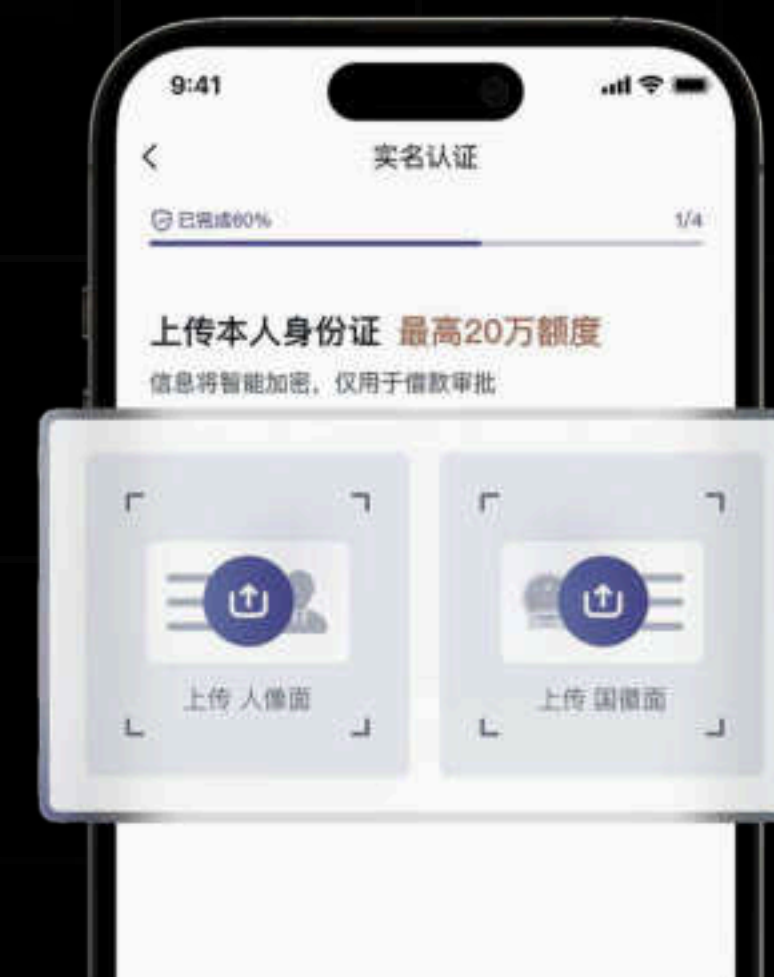 9:41
实名认证
已完成60%
1/4
上传本人身份证 最高20万额度
信息将智能加密，仅用于借款审批
上传 人像面
上传 国徽面